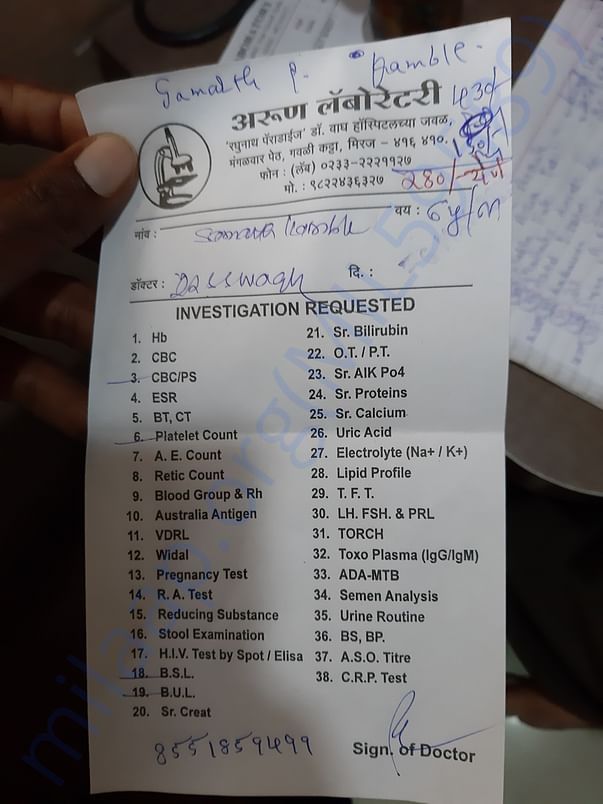 Kamble.
अरुण लॅबोरेटरी
'रघुनाथ पॅराडाईज' डॉ. वाघ हॉस्पिटलच्या जवळ,
मंगळवार पेठ, गवळी कट्टा, मिरज - ४१६ ४१०.
फोन : (लॅब) ०२३३-२२२११२७
मो. : ९८२२४३६३२७
280/-
नांव : Kamble वय : 6y/m
डॉक्टर : wagh दि. :
INVESTIGATION REQUESTED
1. Hb
2. CBC
3. CBC/PS
4. ESR
5. BT, CT
6. Platelet Count
7. A. E. Count
8. Retic Count
9. Blood Group & Rh
10. Australia Antigen
11. VDRL
12. Widal
13. Pregnancy Test
14. R. A. Test
15. Reducing Substance
16. Stool Examination
17. H.I.V. Test by Spot / Elisa
18. B.S.L.
19. B.U.L.
20. Sr. Creat
21. Sr. Bilirubin
22. O.T. / P.T.
23. Sr. AlK Po4
24. Sr. Proteins
25. Sr. Calcium
26. Uric Acid
27. Electrolyte (Na+ / K+)
28. Lipid Profile
29. T. F. T.
30. LH. FSH. & PRL
31. TORCH
32. Toxo Plasma (IgG/IgM)
33. ADA-MTB
34. Semen Analysis
35. Urine Routine
36. BS, BP.
37. A.S.O. Titre
38. C.R.P. Test
8551859499
Sign. of Doctor